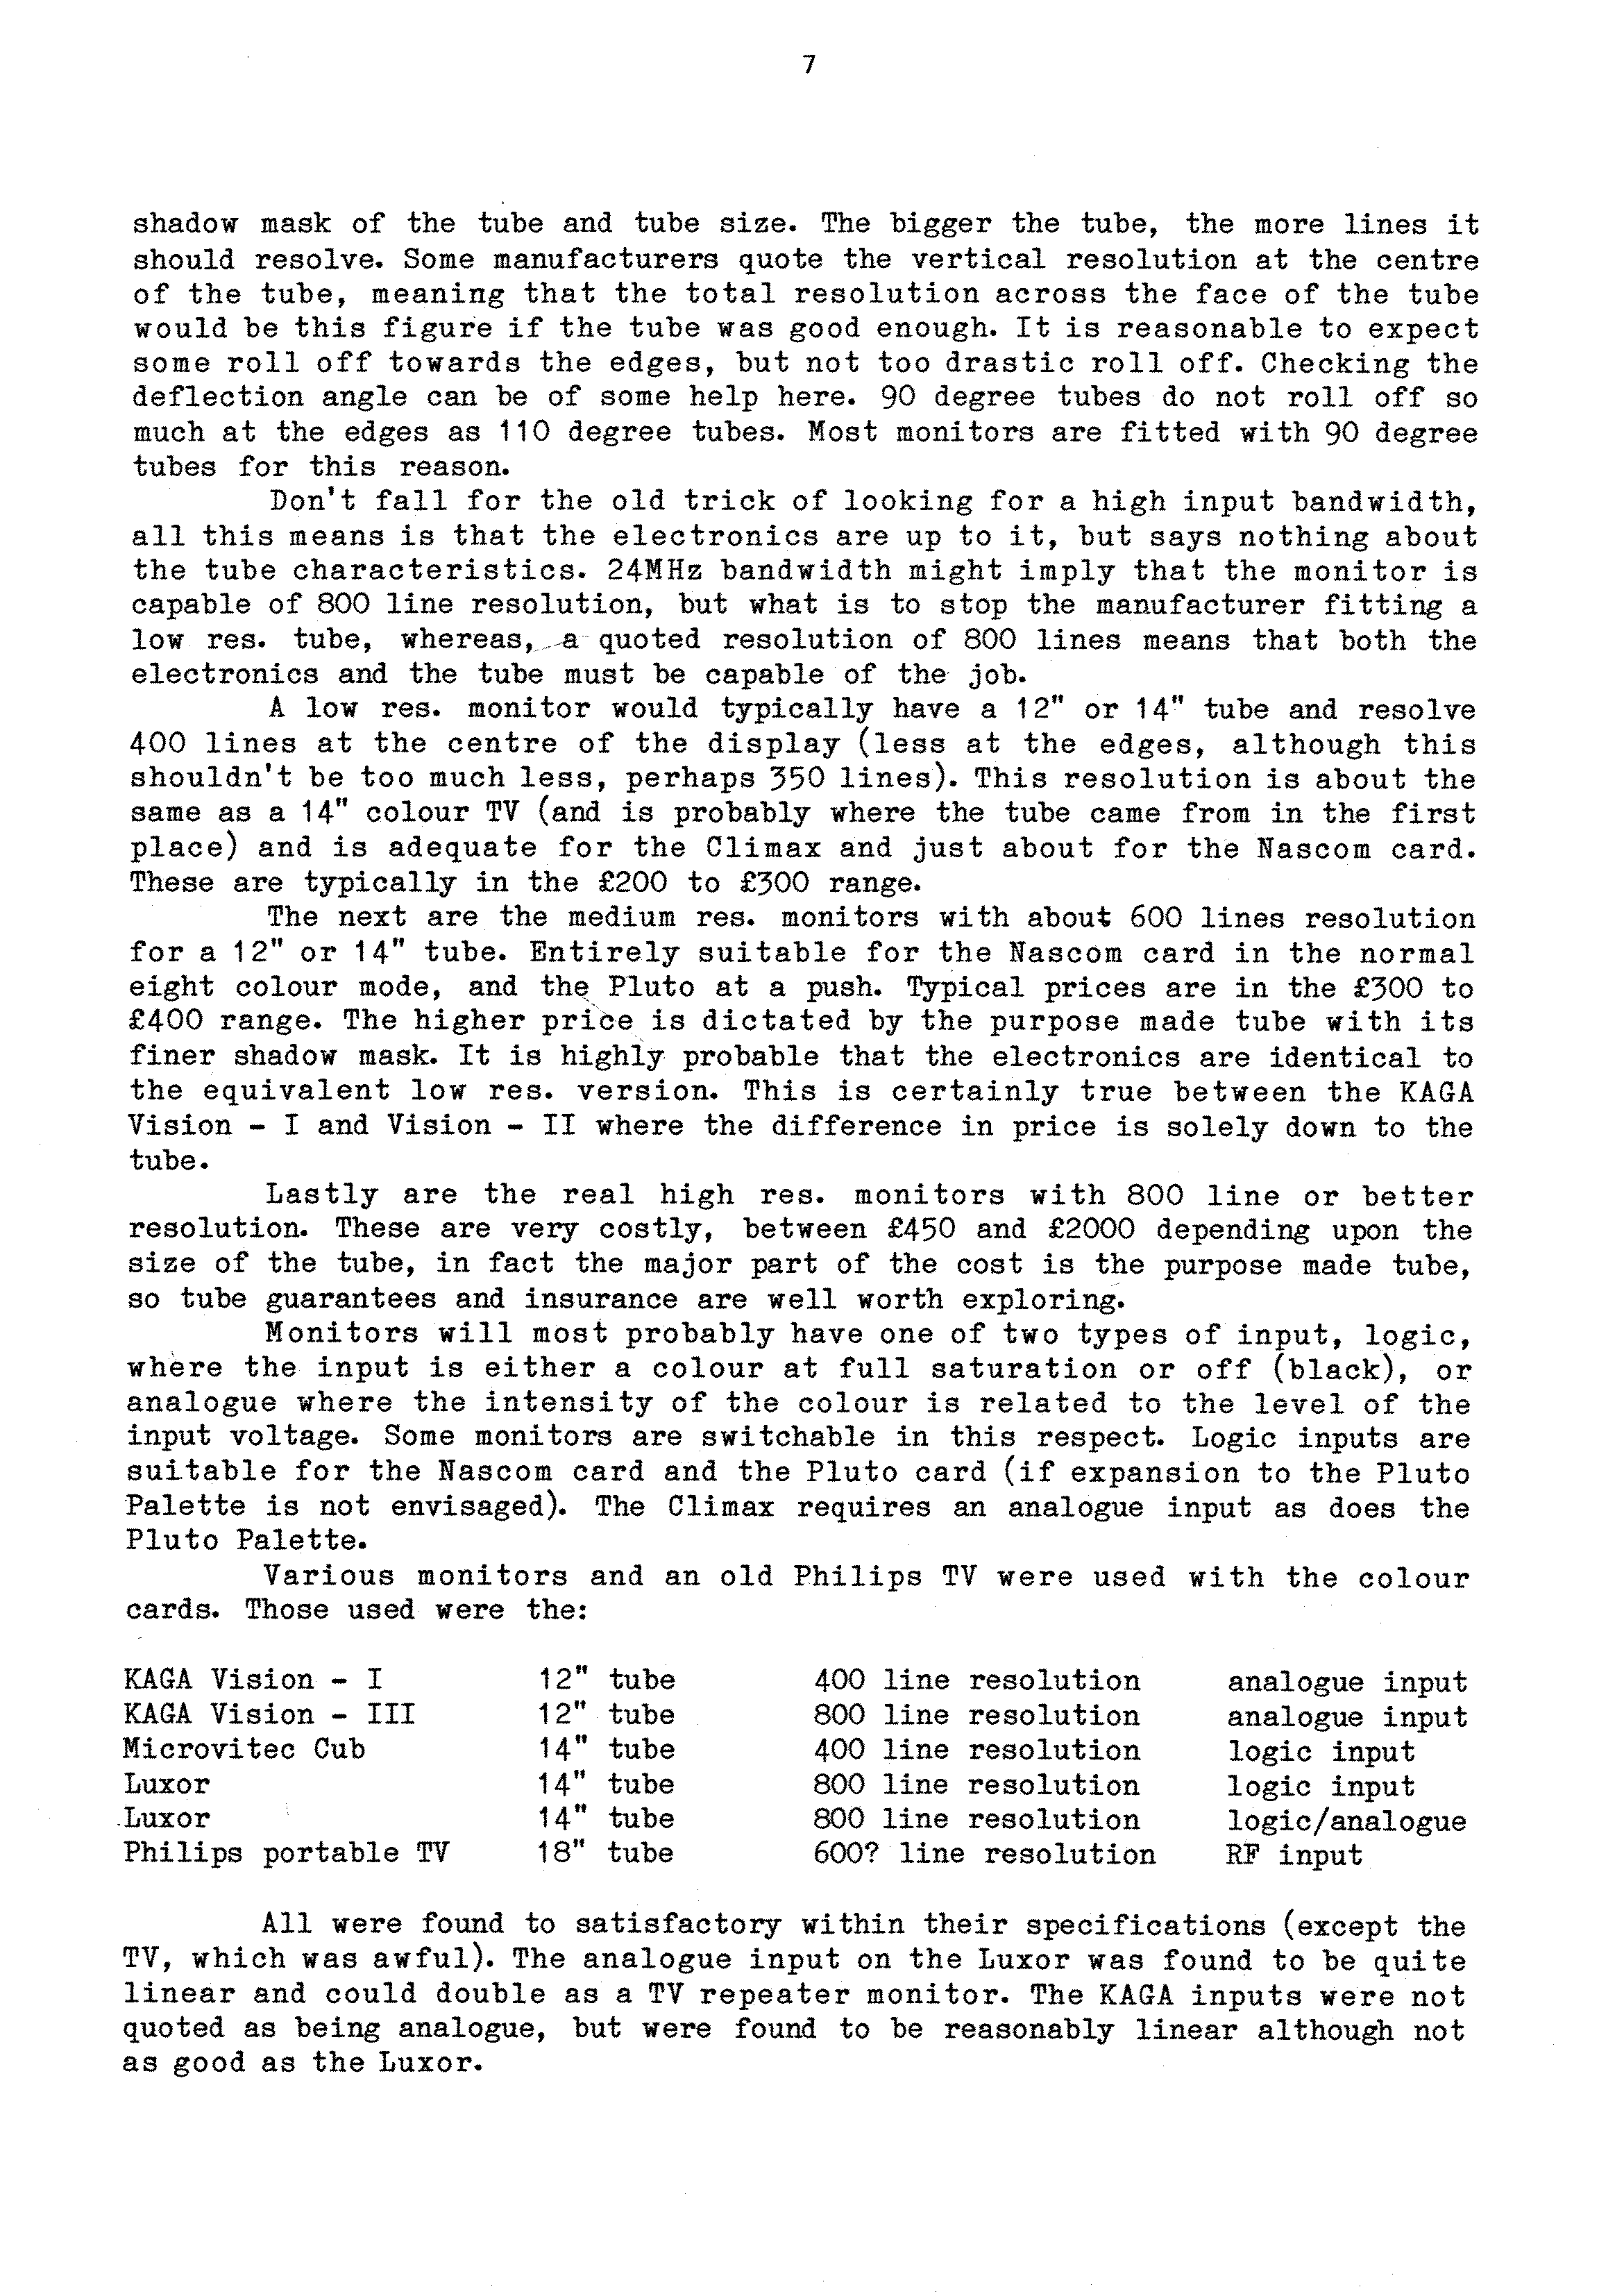 7
shadow mask of the tube and tube size. The bigger the tube, the more lines it
should resolve. Some manufacturers quote the vertical resolution at the centre
of the tube, meaning that the total resolution across the face of the tube
would be this figure if the tube was good enough. It is reasonable to expect
some roll off towards the edges, but not too drastic roll off. Checking the
deflection angle can be of some help here. 90 degree tubes do not roll off so
much at the edges as 110 degree tubes. Most monitors are fitted with 90 degree
tubes for this reason.
Don't fall for the old trick of looking for a high input bandwidth,
all this means is that the electronics are up to it, but says nothing about
the tube characteristics. 24MHz bandwidth might imply that the monitor is
capable of 800 line resolution, but what is to stop the manufacturer fitting a
low res. tube, whereas, a quoted resolution of 800 lines means that both the
electronics and the tube must be capable of the job.
A low res. monitor would typically have a 12" or 14" tube and resolve
400 lines at the centre of the display (less at the edges, although this
shouldn't be too much less, perhaps 350 lines). This resolution is about the
same as a 14" colour TV (and is probably where the tube came from in the first
place) and is adequate for the Climax and just about for the Nascom card.
These are typically in the £200 to £300 range.
The next are the medium res. monitors with about 600 lines resolution
for a 12" or 14" tube. Entirely suitable for the Nascom card in the normal
eight colour mode, and the Pluto at a push. Typical prices are in the £300 to
£400 range. The higher price is dictated by the purpose made tube with its
finer shadow mask. It is highly probable that the electronics are identical to
the equivalent low res. version. This is certainly true between the KAGA
Vision - I and Vision - II where the difference in price is solely down to the
tube.
Lastly are the real high res. monitors with 800 line or better
resolution. These are very costly, between £450 and £2000 depending upon the
size of the tube, in fact the major part of the cost is the purpose made tube,
so tube guarantees and insurance are well worth exploring.
Monitors will most probably have one of two types of input, logic,
where the input is either a colour at full saturation or off (black), or
analogue where the intensity of the colour is related to the level of the
input voltage. Some monitors are switchable in this respect. Logic inputs are
suitable for the Nascom card and the Pluto card (if expansion to the Pluto
Palette is not envisaged). The Climax requires an analogue input as does the
Pluto Palette.
Various monitors and an old Philips TV were used with the colour
cards. Those used were the:
KAGA Vision - I 12" tube 400 line resolution analogue input
KAGA Vision - III 12" tube 800 line resolution analogue input
Microvitec Cub 14" tube 400 line resolution logic input
Luxor 14" tube 800 line resolution logic input
Luxor 14" tube 800 line resolution logic/analogue
Philips portable TV 18" tube 600? line resolution RF input
All were found to satisfactory within their specifications (except the
TV, which was awful). The analogue input on the Luxor was found to be quite
linear and could double as a TV repeater monitor. The KAGA inputs were not
quoted as being analogue, but were found to be reasonably linear although not
as good as the Luxor.